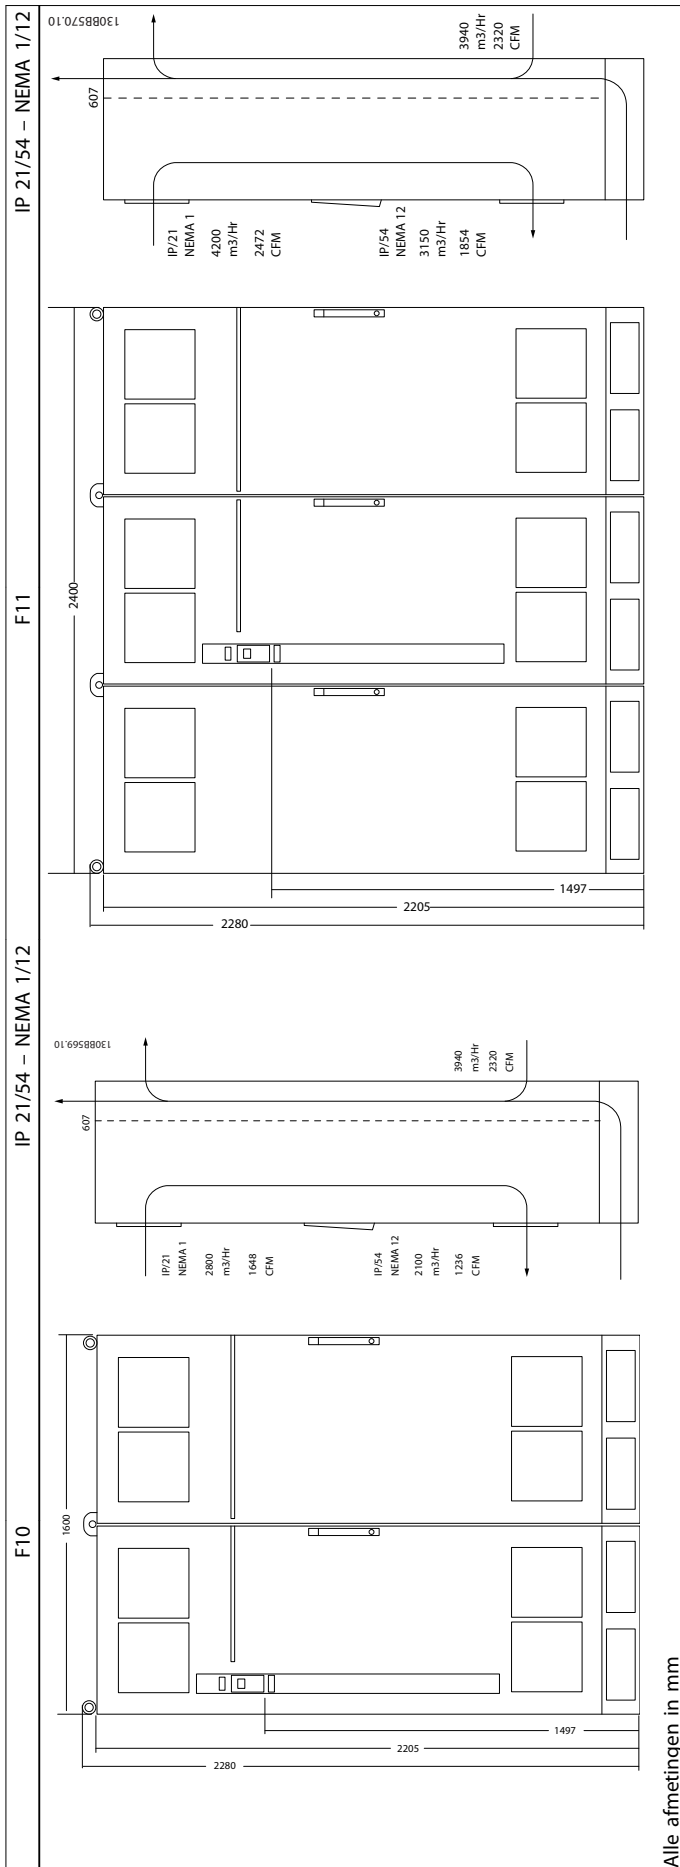 F10
IP 21/54 – NEMA 1/12
F11
IP 21/54 – NEMA 1/12
1600
2280
2205
1497
IP/21
NEMA 1
2800
m3/Hr
1648
CFM
IP/54
NEMA 12
2100
m3/Hr
1236
CFM
607
3940
m3/Hr
2320
CFM
130BB569.10
2400
2280
2205
1497
IP/21
NEMA 1
4200
m3/Hr
2472
CFM
IP/54
NEMA 12
3150
m3/Hr
1854
CFM
607
3940
m3/Hr
2320
CFM
130BB570.10
Alle afmetingen in mm